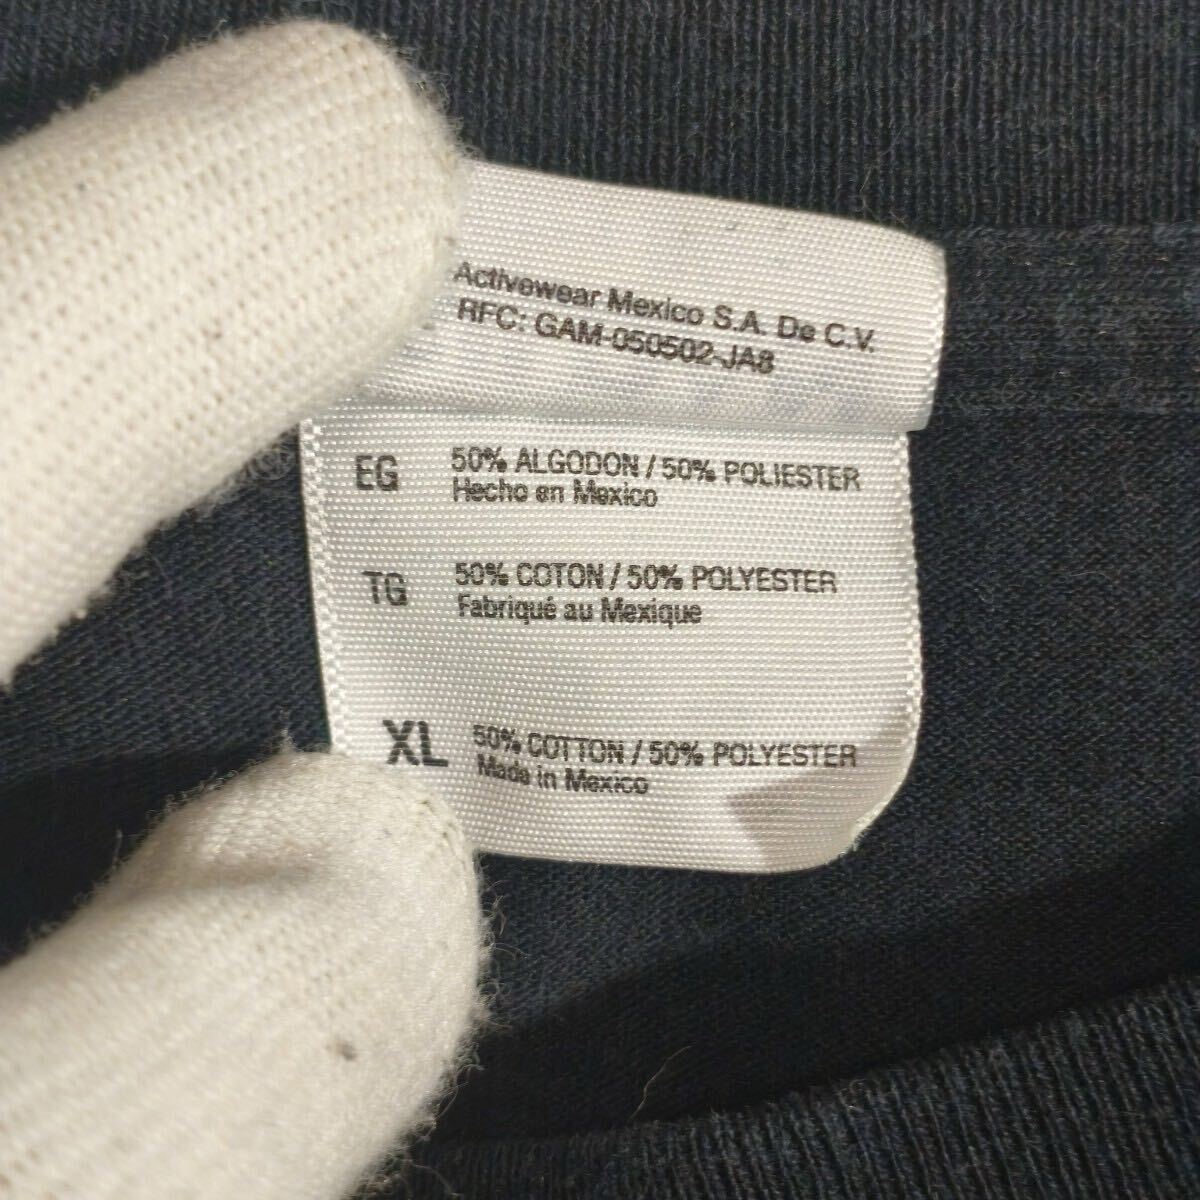 Activewear Mexico S.A. De C.V.
RFC: GAM-050502-JA8
EG 50% ALGODON / 50% POLIESTER
Hecho en Mexico
TG 50% COTON / 50% POLYESTER
Fabriqué au Mexique
XL 50% COTTON / 50% POLYESTER
Made in Mexico